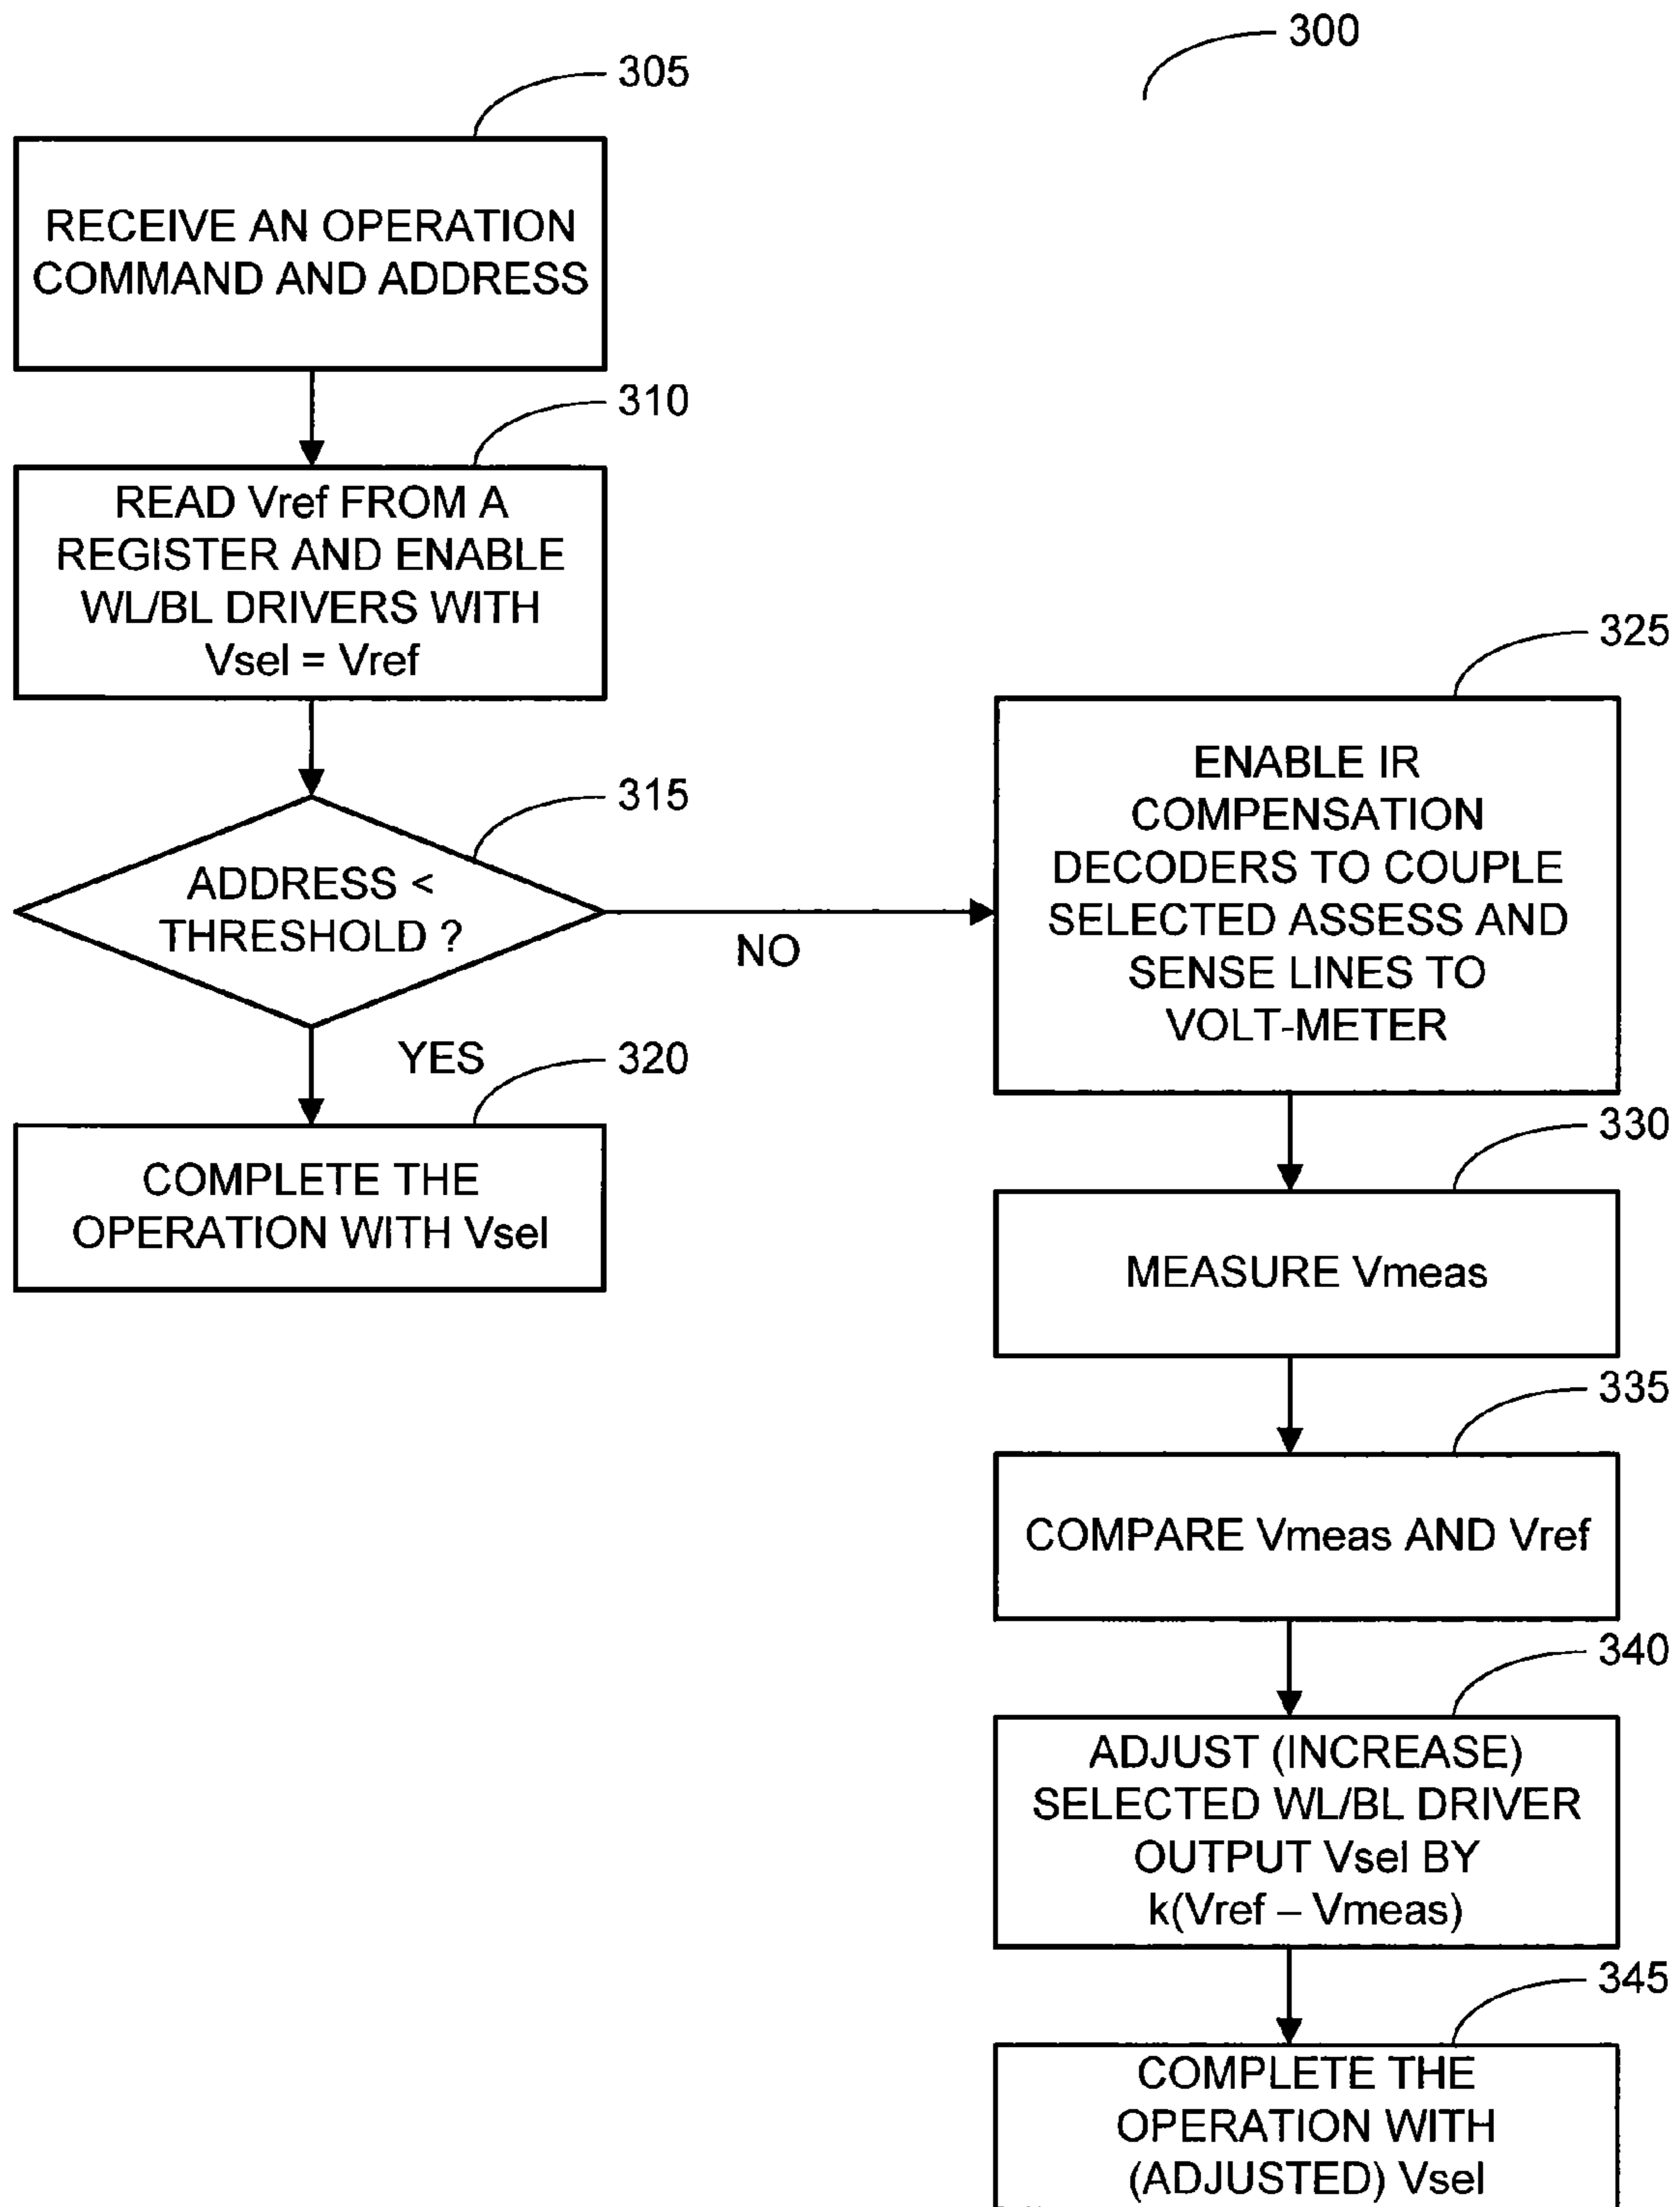 300
305
RECEIVE AN OPERATION
COMMAND AND ADDRESS
310
READ Vref FROM A
REGISTER AND ENABLE
WL/BL DRIVERS WITH
Vsel = Vref
315
ADDRESS <
THRESHOLD ?
NO
YES
320
COMPLETE THE
OPERATION WITH Vsel
325
ENABLE IR
COMPENSATION
DECODERS TO COUPLE
SELECTED ASSESS AND
SENSE LINES TO
VOLT-METER
330
MEASURE Vmeas
335
COMPARE Vmeas AND Vref
340
ADJUST (INCREASE)
SELECTED WL/BL DRIVER
OUTPUT Vsel BY
k(Vref – Vmeas)
345
COMPLETE THE
OPERATION WITH
(ADJUSTED) Vsel